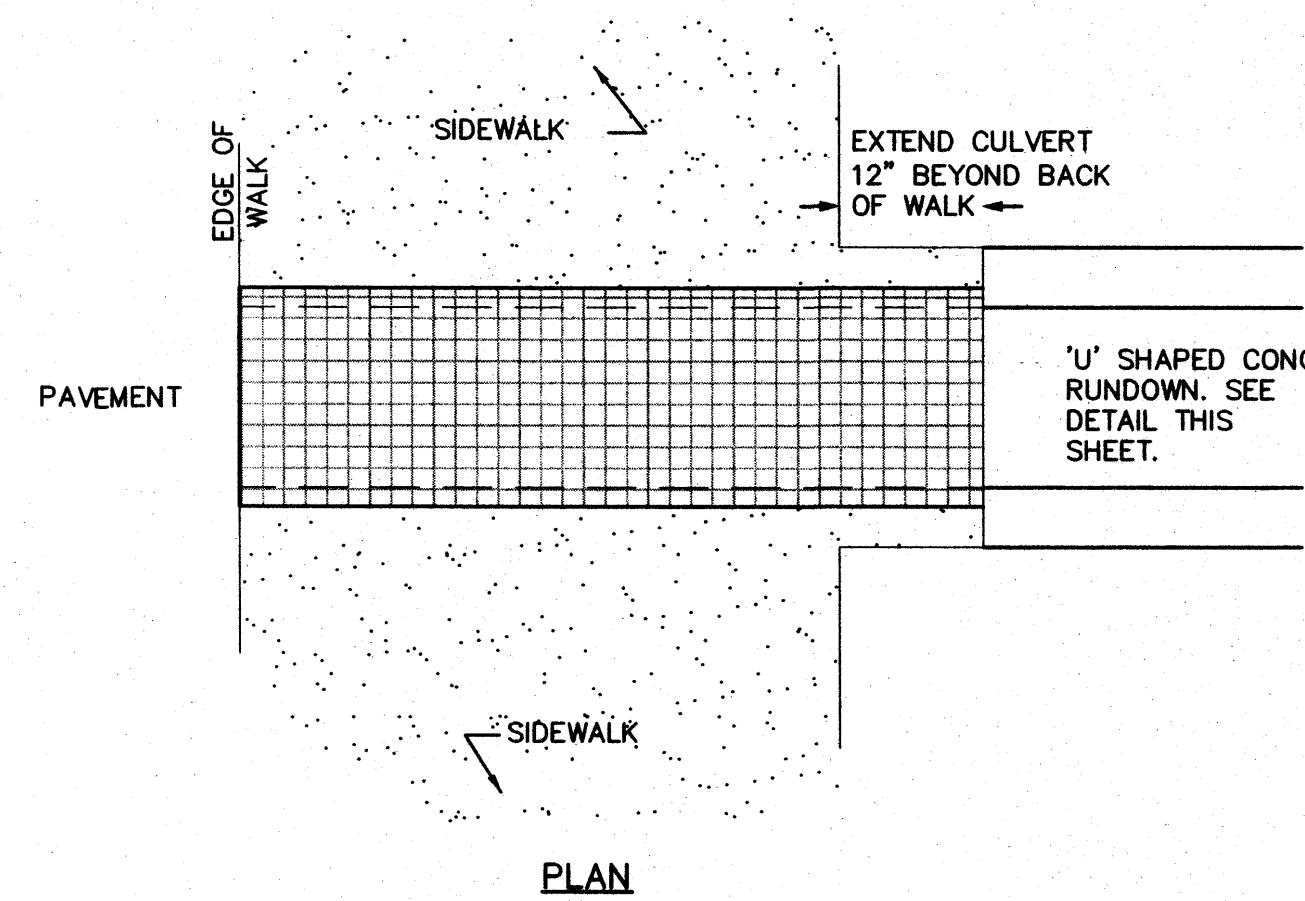 SIDEWALK
EDGE OF
WALK
EXTEND CULVERT
12" BEYOND BACK
OF WALK
PAVEMENT
'U' SHAPED CONC
RUNDOWN. SEE
DETAIL THIS
SHEET.
SIDEWALK
PLAN